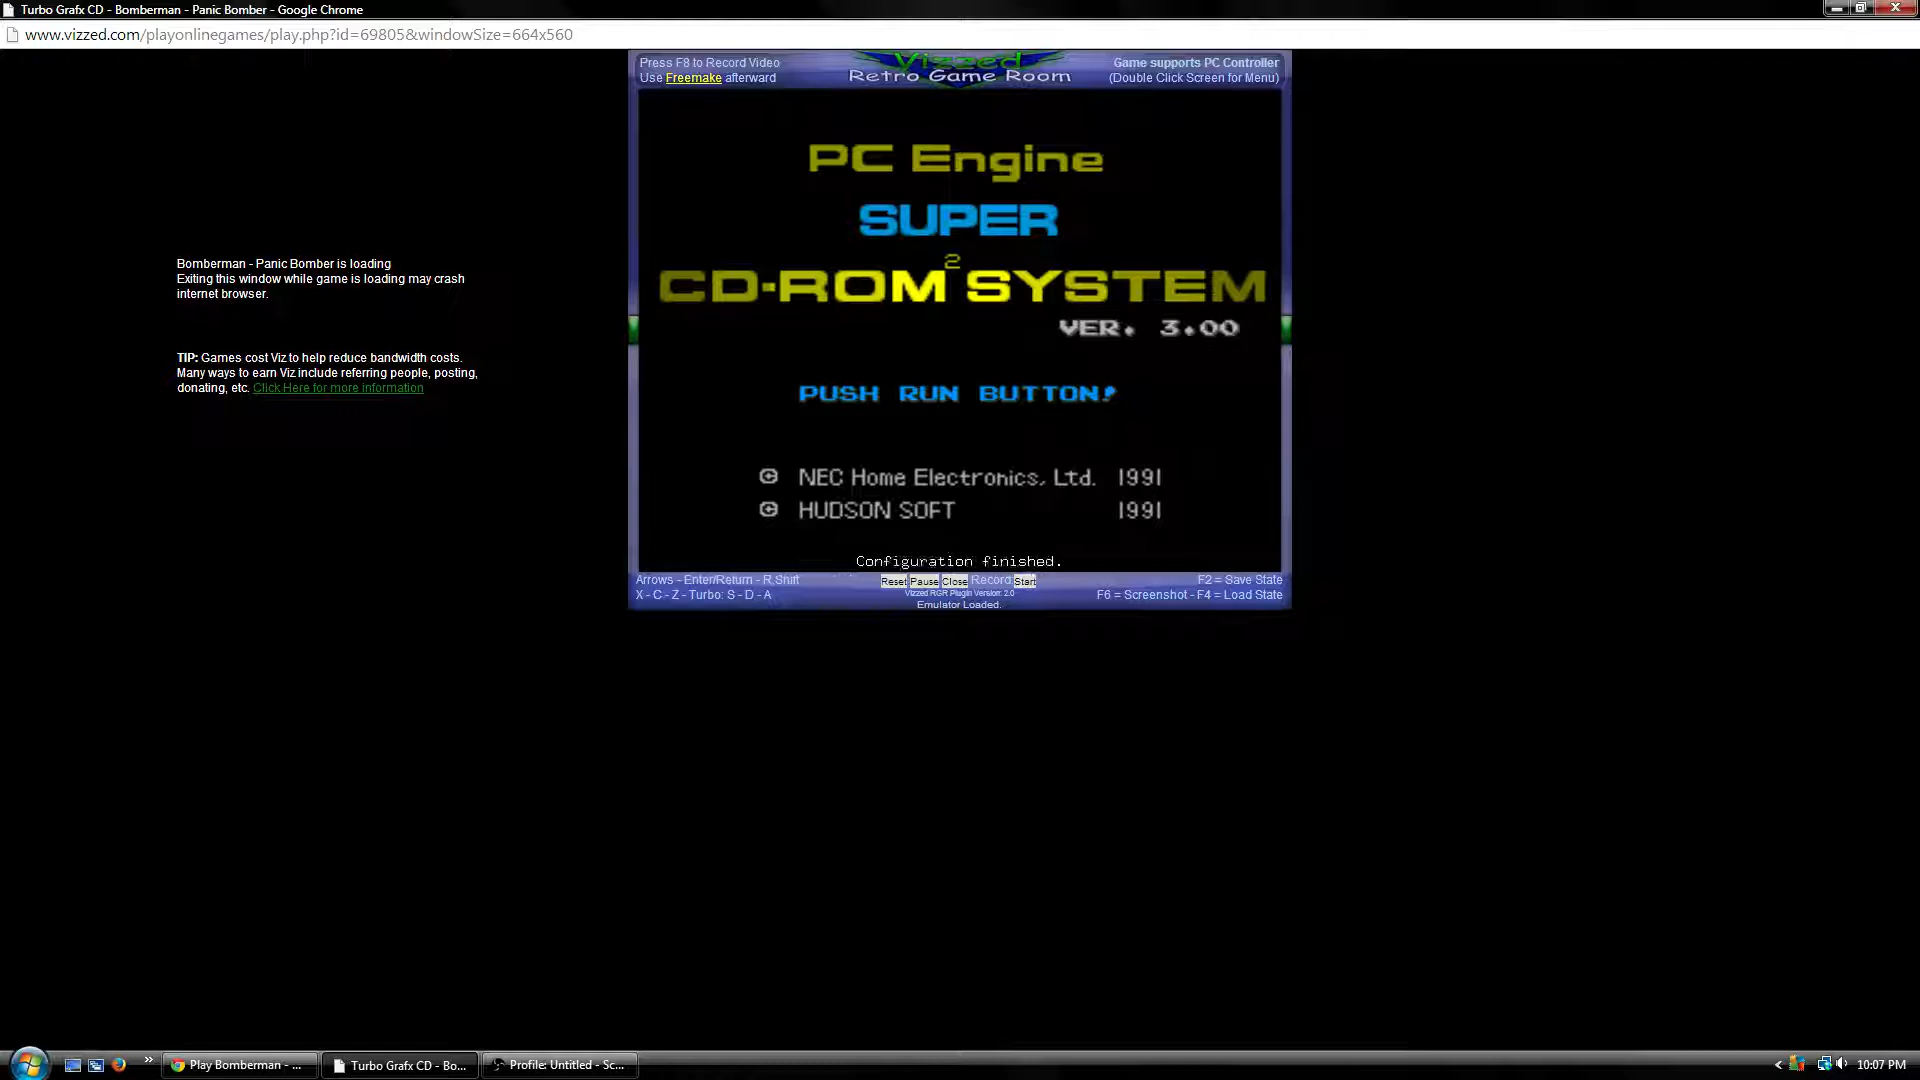 Turbo Grafx CD - Bomberman - Panic Bomber - Google Chrome
www.vizzed.com/playonlinegames/play.php?id=69805&windowSize=664x560
Press F8 to Record Video
Use Freemake afterward
Vizzed
Retro Game Room
Game supports PC Controller
(Double Click Screen for Menu)
PC Engine
SUPER
CD-ROM2 SYSTEM
VER. 3.00
PUSH RUN BUTTON!
NEC Home Electronics, Ltd. 1991
HUDSON SOFT 1991
Configuration finished.
Bomberman - Panic Bomber is loading
Exiting this window while game is loading may crash
internet browser.
TIP: Games cost Viz to help reduce bandwidth costs.
Many ways to earn Viz include referring people, posting,
donating, etc. Click Here for more information
Arrows - Enter/Return - R.Shift
X - C - Z - Turbo: S - D - A
Reset Pause Close Record: Start
Vizzed RGR Plugin Version: 2.0
Emulator Loaded.
F2 = Save State
F6 = Screenshot - F4 = Load State
Play Bomberman - ...
Turbo Grafx CD - Bo...
Profile: Untitled - Sc...
10:07 PM